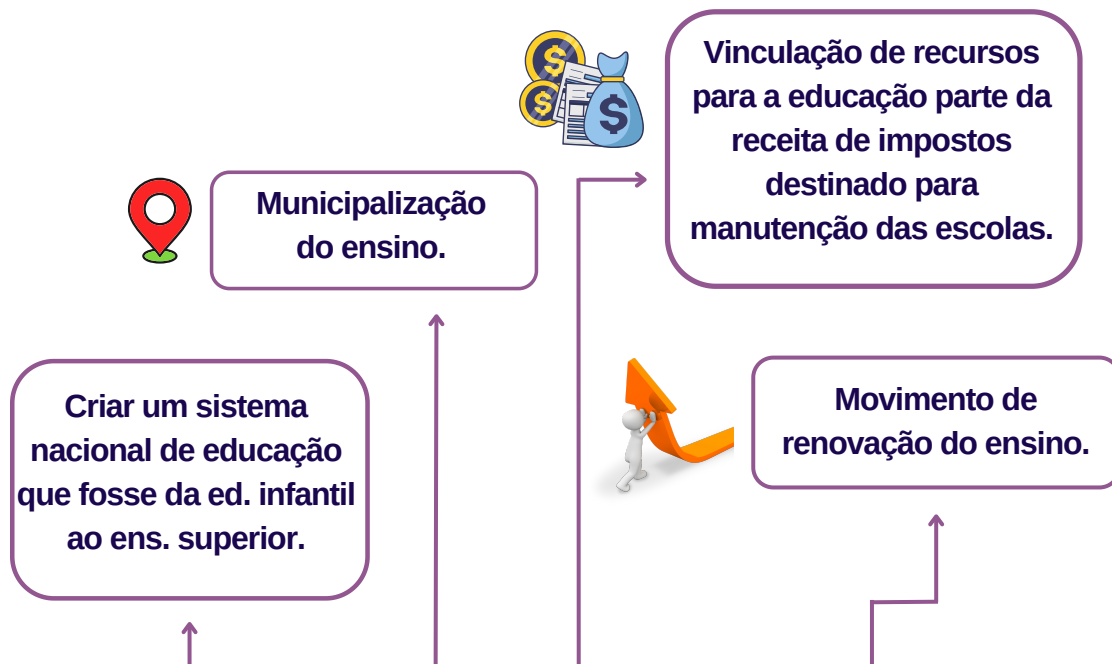 Vinculação de recursos
para a educação parte da
receita de impostos
destinado para
manutenção das escolas.
Municipalização
do ensino.
Criar um sistema
nacional de educação
que fosse da ed. infantil
ao ens. superior.
Movimento de
renovação do ensino.